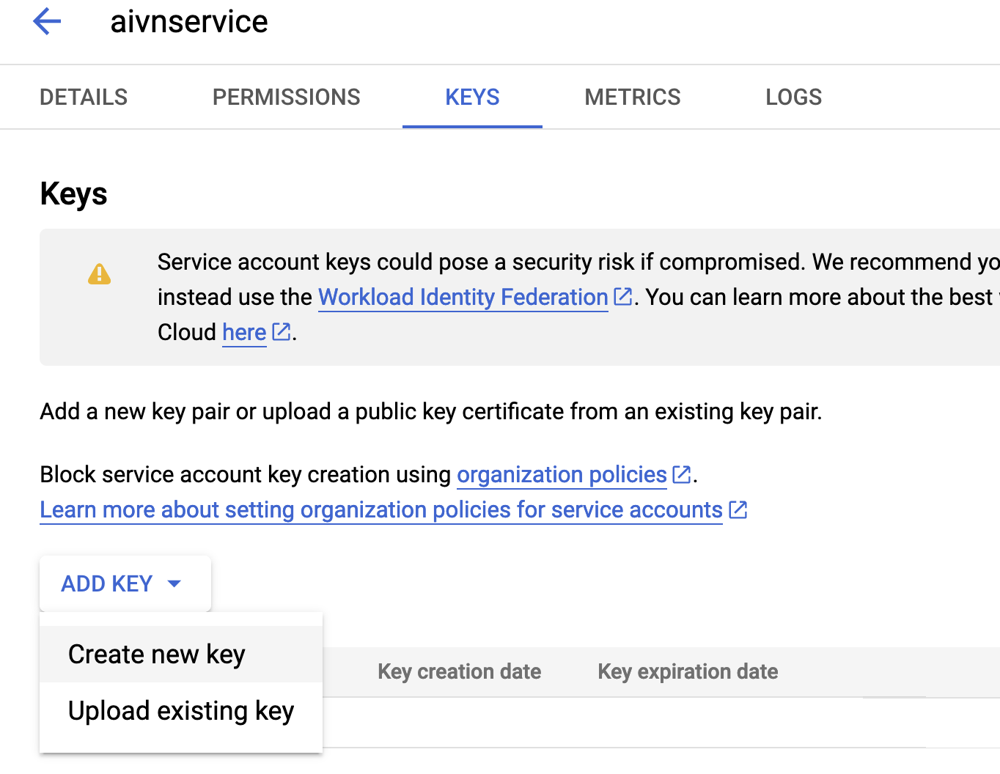 aivnservice
DETAILS PERMISSIONS KEYS METRICS LOGS
Keys
Service account keys could pose a security risk if compromised. We recommend
instead use the Workload Identity Federation. You can learn more about the best
Cloud here.
Add a new key pair or upload a public key certificate from an existing key pair.
Block service account key creation using organization policies.
Learn more about setting organization policies for service accounts
ADD KEY
Create new key
Key creation date Key expiration date
Upload existing key